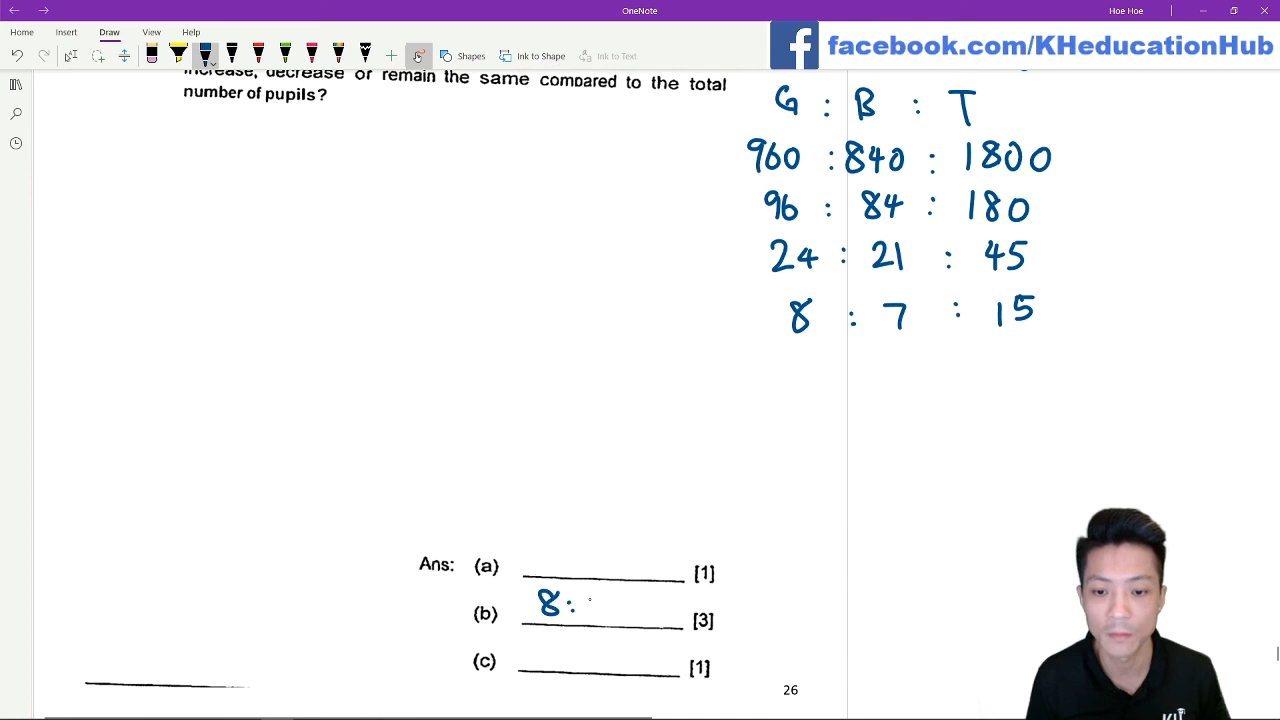 OneNote
Hoe Hoe
Home Insert Draw View Help
Shapes Ink to Shape Ink to Text
facebook.com/KHeducationHub
increase, decrease or remain the same compared to the total
number of pupils?
G : B : T
960 : 840 : 1800
96 : 84 : 180
24 : 21 : 45
8 : 7 : 15
Ans: (a) [1]
(b) 8: [3]
(c) [1]
26